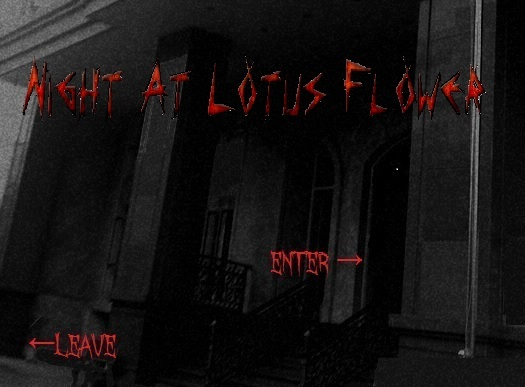 Night At Lotus Flower
ENTER →
←LEAVE